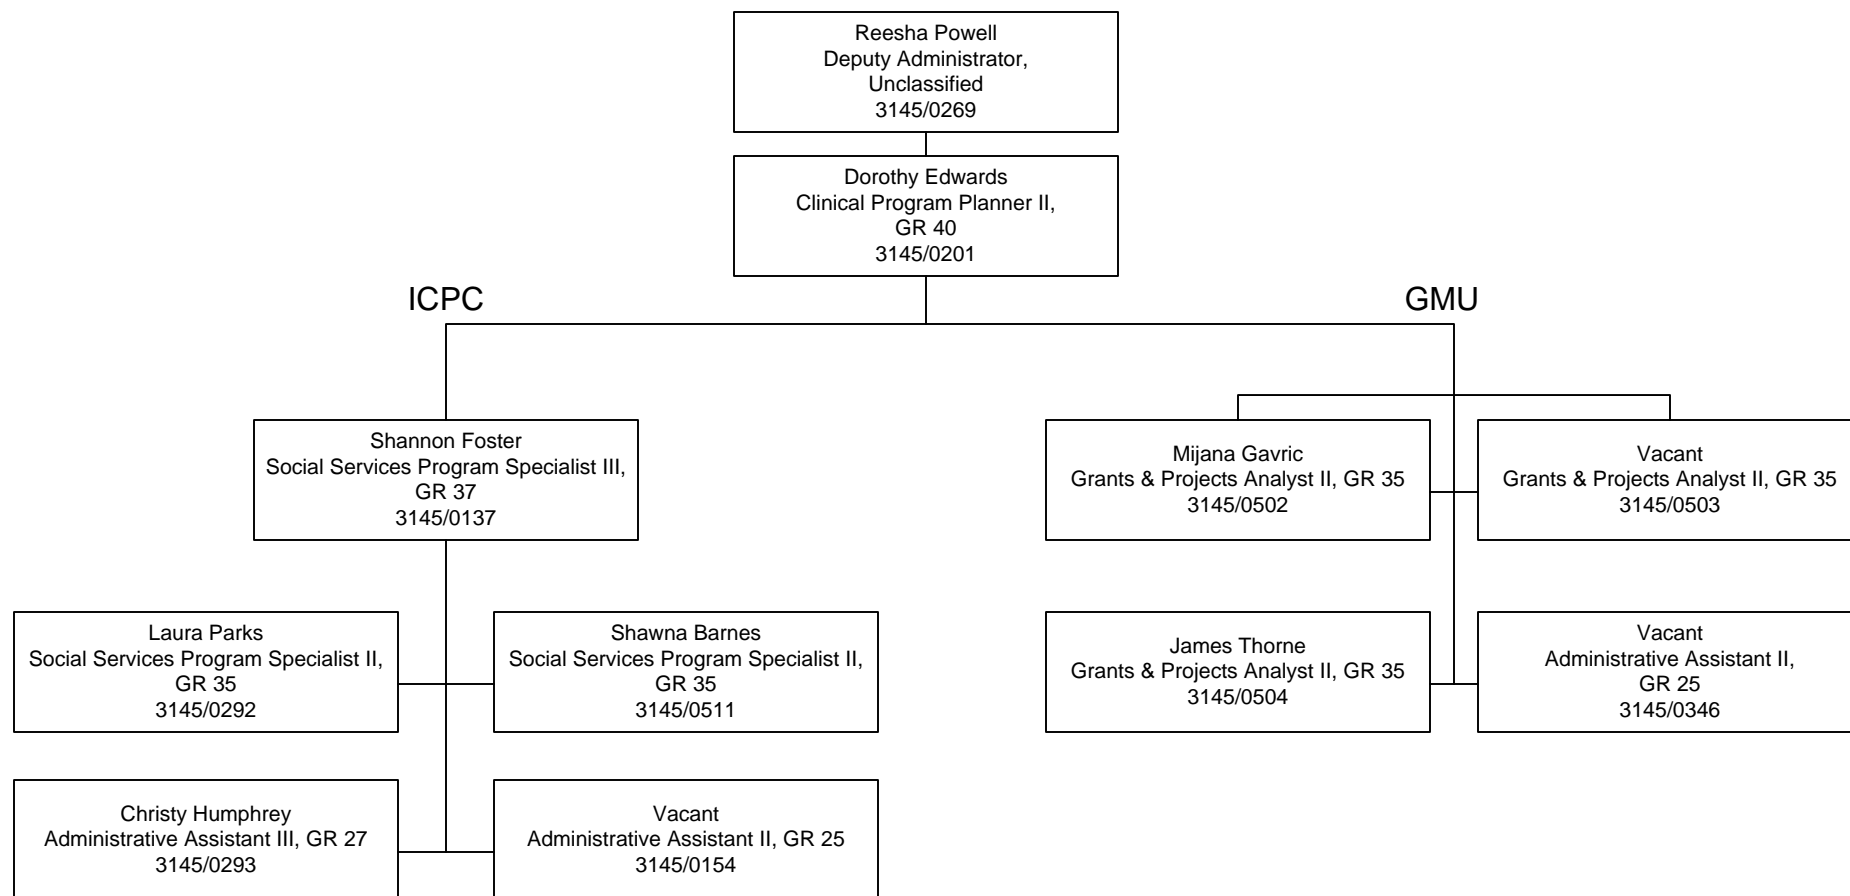 Reesha Powell
Deputy Administrator,
Unclassified
3145/0269
Dorothy Edwards
Clinical Program Planner II,
GR 40
3145/0201
ICPC
GMU
Shannon Foster
Social Services Program Specialist III,
GR 37
3145/0137
Mijana Gavric
Grants & Projects Analyst II, GR 35
3145/0502
Vacant
Grants & Projects Analyst II, GR 35
3145/0503
Laura Parks
Social Services Program Specialist II,
GR 35
3145/0292
Shawna Barnes
Social Services Program Specialist II,
GR 35
3145/0511
James Thorne
Grants & Projects Analyst II, GR 35
3145/0504
Vacant
Administrative Assistant II,
GR 25
3145/0346
Christy Humphrey
Administrative Assistant III, GR 27
3145/0293
Vacant
Administrative Assistant II, GR 25
3145/0154